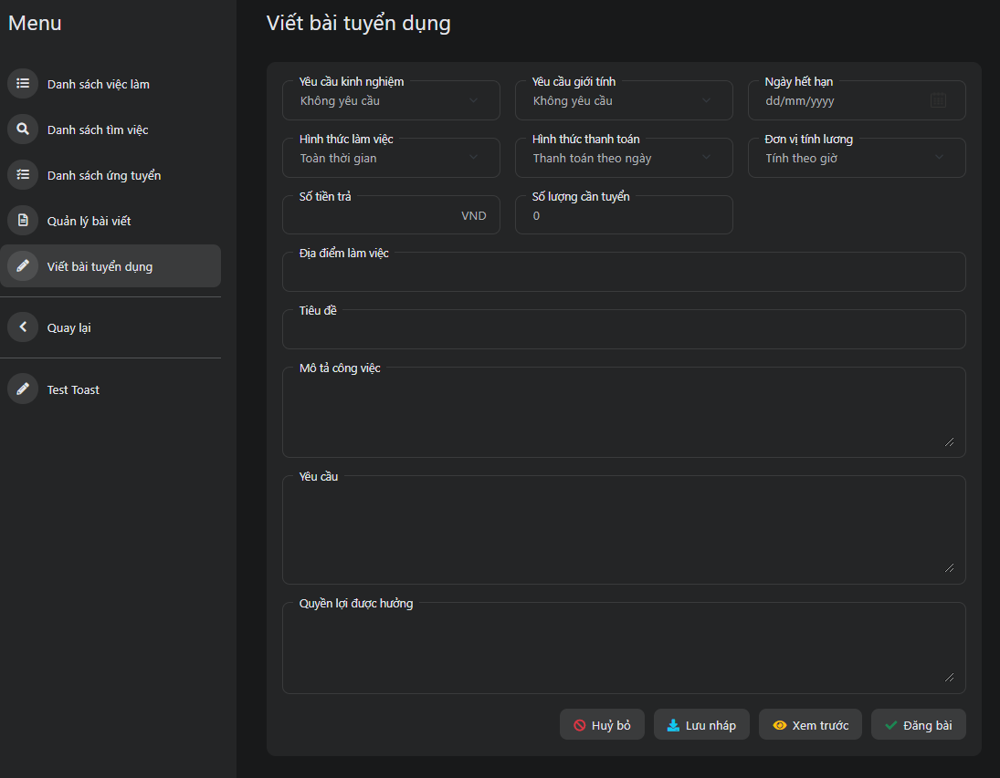 Menu
Danh sách việc làm
Danh sách tìm việc
Danh sách ứng tuyển
Quản lý bài viết
Viết bài tuyển dụng
Quay lại
Test Toast
Viết bài tuyển dụng
Yêu cầu kinh nghiệm
Không yêu cầu
Yêu cầu giới tính
Không yêu cầu
Ngày hết hạn
dd/mm/yyyy
Hình thức làm việc
Toàn thời gian
Hình thức thanh toán
Thanh toán theo ngày
Đơn vị tính lương
Tính theo giờ
Số tiền trả
VND
Số lượng cần tuyển
0
Địa điểm làm việc
Tiêu đề
Mô tả công việc
Yêu cầu
Quyền lợi được hưởng
Huỷ bỏ
Lưu nháp
Xem trước
Đăng bài